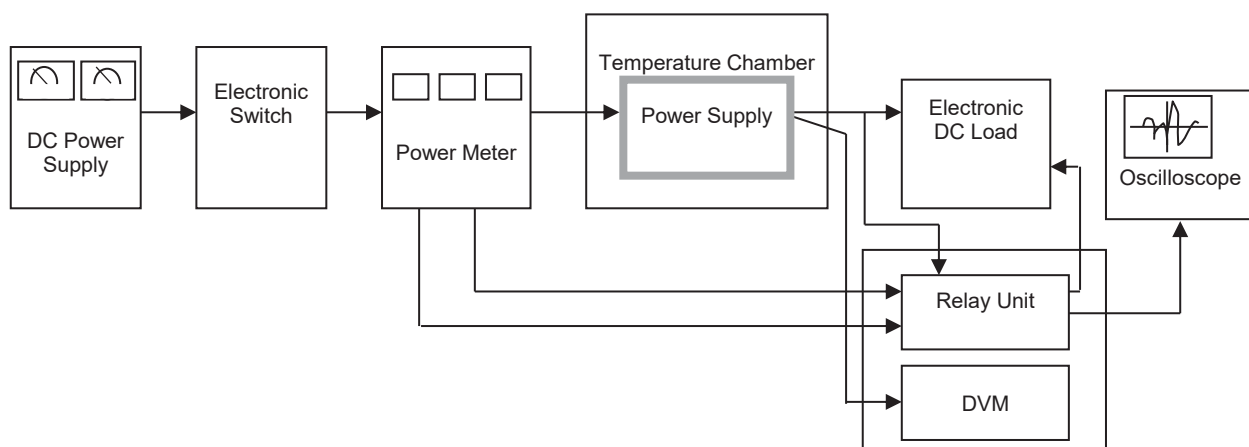 DC Power
Supply
Electronic
Switch
Power Meter
Temperature Chamber
Power Supply
Electronic
DC Load
Oscilloscope
Relay Unit
DVM